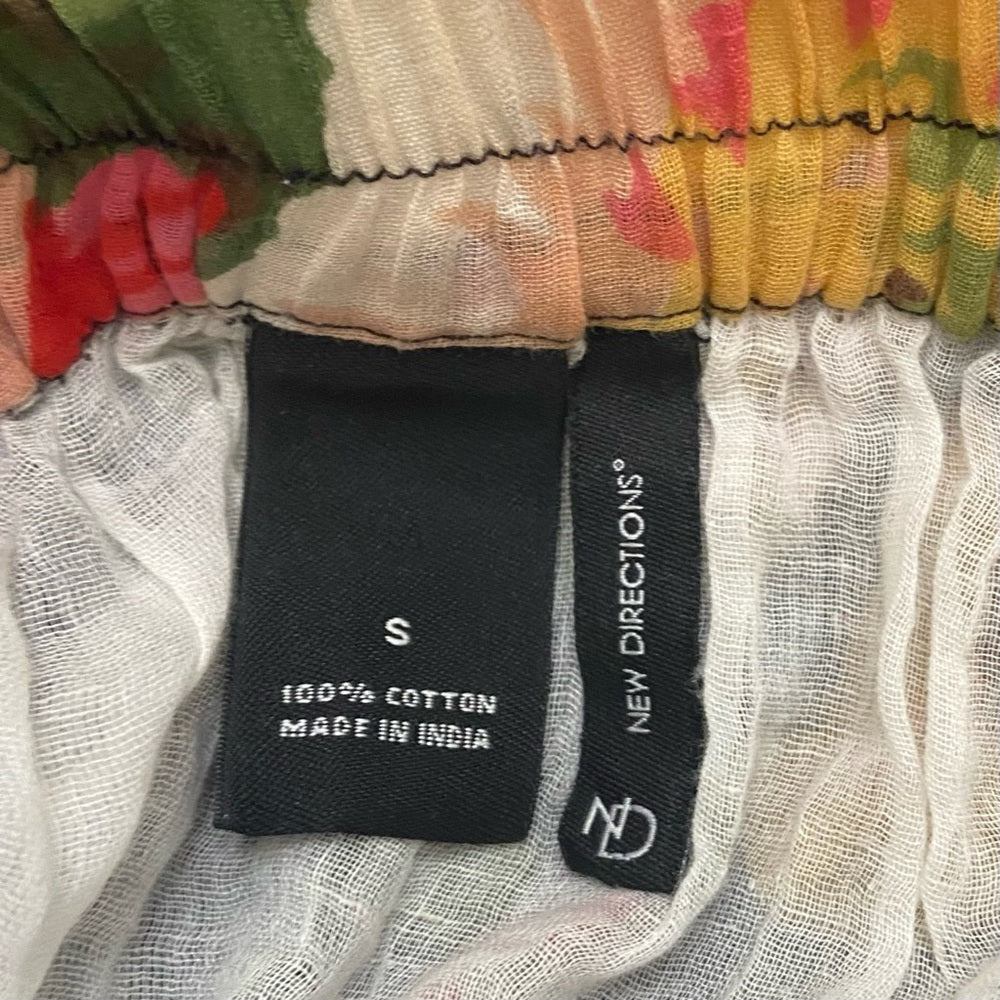 S
100% COTTON
MADE IN INDIA
NEW DIRECTIONS®
ND